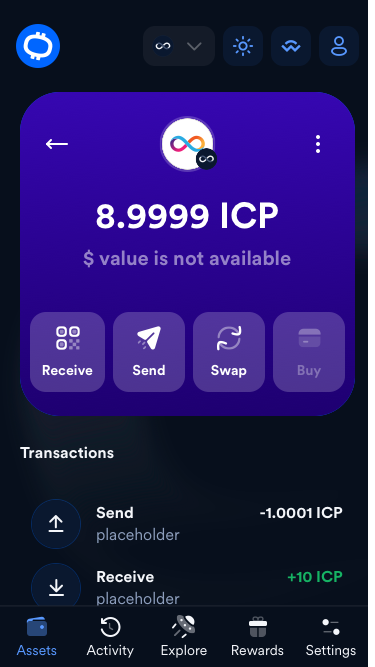 8.9999 ICP
$ value is not available
Receive Send Swap Buy
Transactions
Send -1.0001 ICP
placeholder
Receive +10 ICP
placeholder
Assets Activity Explore Rewards Settings